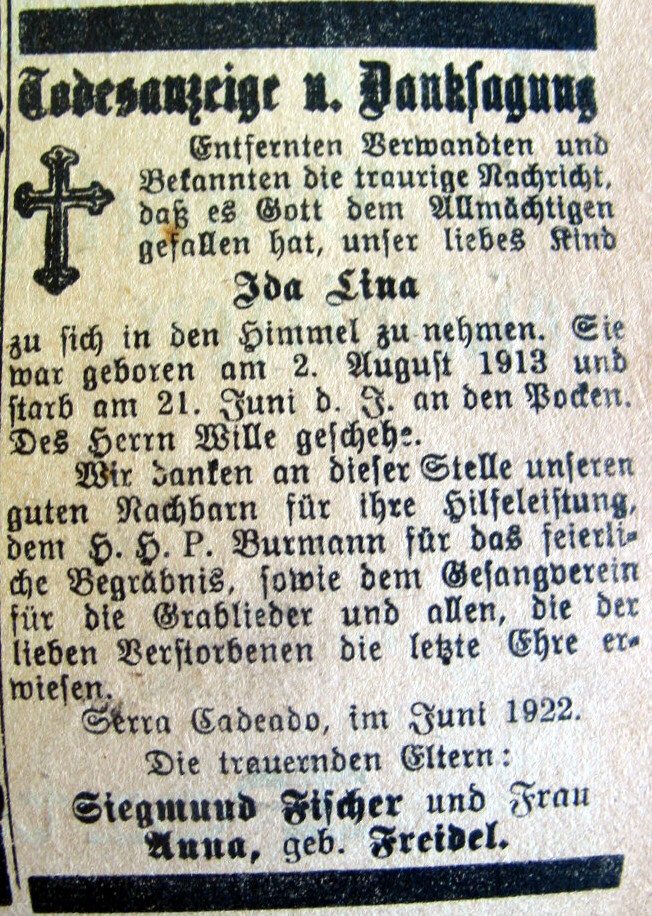 Todesanzeige u. Danksagung
Entfernten Verwandten und
Bekannten die traurige Nachricht,
daß es Gott dem Allmächtigen
gefallen hat, unser liebes Kind
Ida Lina
zu sich in den Himmel zu nehmen. Sie
war geboren am 2. August 1913 und
starb am 21. Juni d. J. an den Pocken.
Des Herrn Wille geschehe.
Wir danken an dieser Stelle unseren
guten Nachbarn für ihre Hilfeleistung,
dem H. H. P. Burmann für das feierli-
che Begräbnis, sowie dem Gesangverein
für die Grablieder und allen, die der
lieben Verstorbenen die letzte Ehre er-
wiesen.
Serra Cadeado, im Juni 1922.
Die trauernden Eltern:
Siegmund Fischer und Frau
Anna, geb. Freidel.